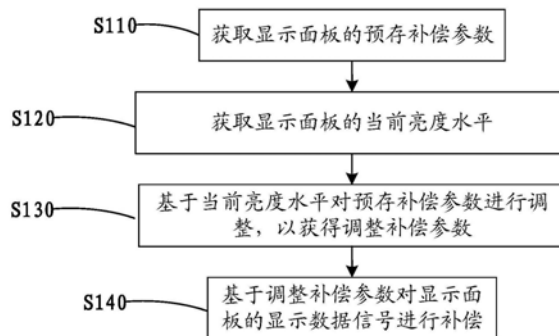 S110
获取显示面板的预存补偿参数
S120
获取显示面板的当前亮度水平
S130
基于当前亮度水平对预存补偿参数进行调
整，以获得调整补偿参数
S140
基于调整补偿参数对显示面
板的显示数据信号进行补偿